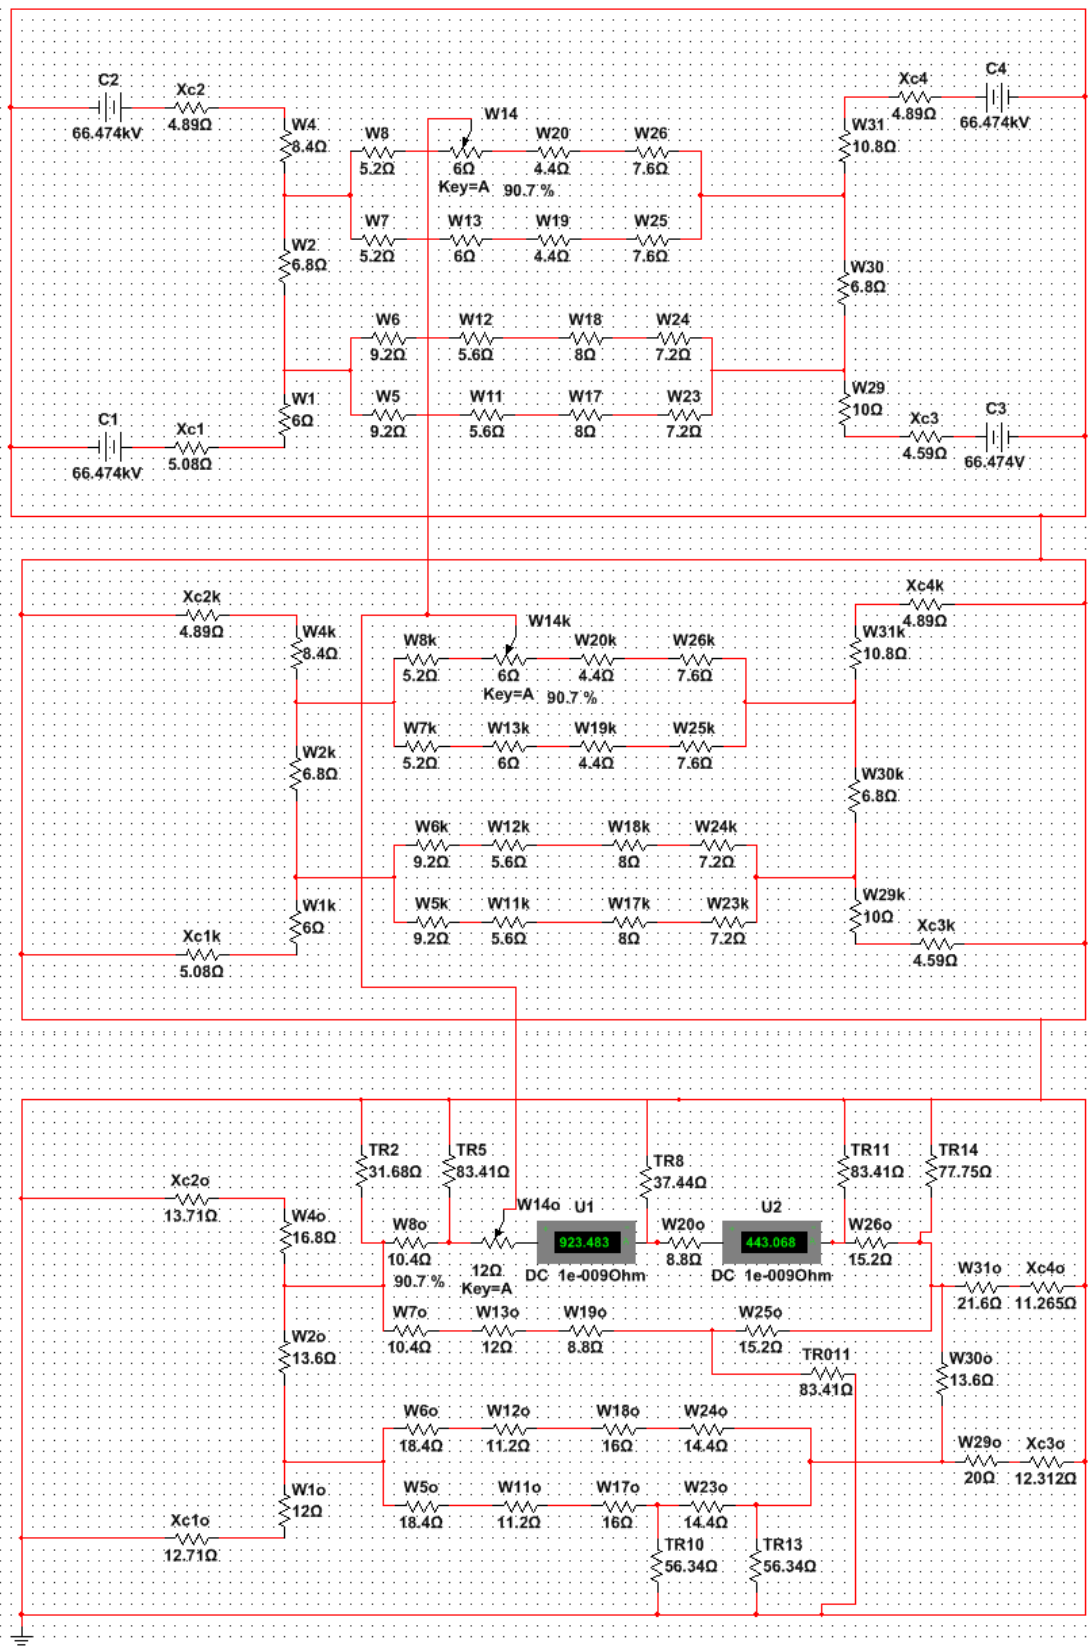 C2
66.474kV
Xc2
4.89Ω
W4
8.4Ω
W8
5.2Ω
W14
6Ω
Key=A
90.7 %
W20
4.4Ω
W26
7.6Ω
W31
10.8Ω
Xc4
4.89Ω
C4
66.474kV
W7
5.2Ω
W13
6Ω
W19
4.4Ω
W25
7.6Ω
W2
6.8Ω
W30
6.8Ω
W6
9.2Ω
W12
5.6Ω
W18
8Ω
W24
7.2Ω
W5
9.2Ω
W11
5.6Ω
W17
8Ω
W23
7.2Ω
W1
6Ω
W29
10Ω
C1
66.474kV
Xc1
5.08Ω
Xc3
4.59Ω
C3
66.474V
Xc2k
4.89Ω
W4k
8.4Ω
W8k
5.2Ω
W14k
6Ω
Key=A
90.7 %
W20k
4.4Ω
W26k
7.6Ω
W31k
10.8Ω
Xc4k
4.89Ω
W7k
5.2Ω
W13k
6Ω
W19k
4.4Ω
W25k
7.6Ω
W2k
6.8Ω
W30k
6.8Ω
W6k
9.2Ω
W12k
5.6Ω
W18k
8Ω
W24k
7.2Ω
W5k
9.2Ω
W11k
5.6Ω
W17k
8Ω
W23k
7.2Ω
W1k
6Ω
W29k
10Ω
Xc1k
5.08Ω
Xc3k
4.59Ω
TR2
31.68Ω
TR5
83.41Ω
TR8
37.44Ω
TR11
83.41Ω
TR14
77.75Ω
Xc2o
13.71Ω
W4o
16.8Ω
W8o
10.4Ω
90.7 %
W14o
12Ω
Key=A
U1
923.483
DC 1e-009Ohm
W20o
8.8Ω
U2
443.068
DC 1e-009Ohm
W26o
15.2Ω
W31o
21.6Ω
Xc4o
11.265Ω
W7o
10.4Ω
W13o
12Ω
W19o
8.8Ω
W25o
15.2Ω
TR011
83.41Ω
W2o
13.6Ω
W30o
13.6Ω
W6o
18.4Ω
W12o
11.2Ω
W18o
16Ω
W24o
14.4Ω
W29o
20Ω
Xc3o
12.312Ω
W5o
18.4Ω
W11o
11.2Ω
W17o
16Ω
W23o
14.4Ω
W1o
12Ω
Xc1o
12.71Ω
TR10
56.34Ω
TR13
56.34Ω